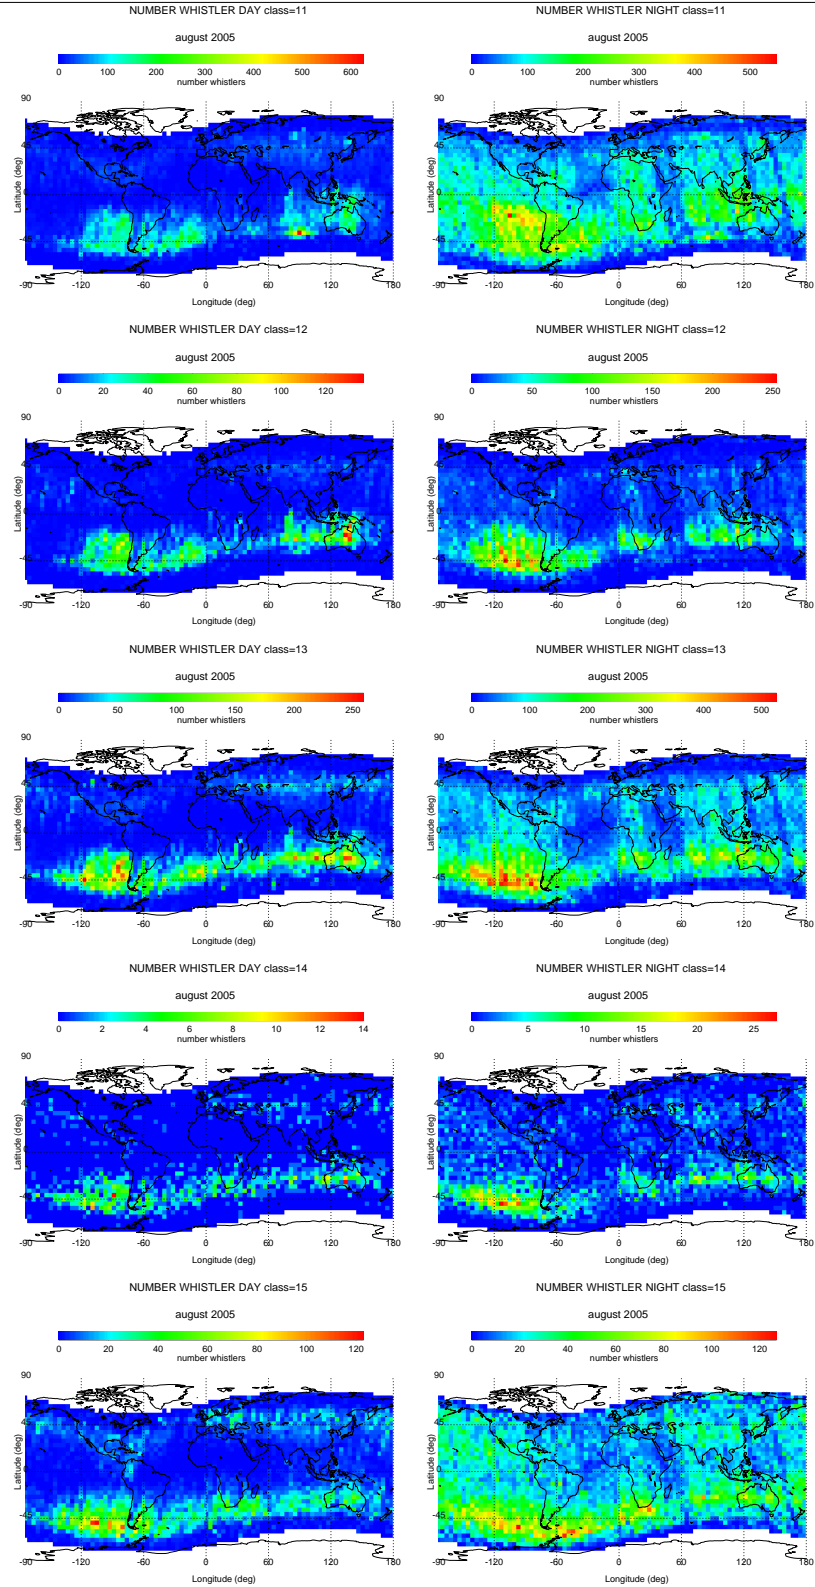 NUMBER WHISTLER DAY class=11
august 2005
0 100 200 300 400 500 600
number whistlers
90
45
0
-45
-90
Latitude (deg)
-120 -60 0 60 120 180
Longitude (deg)
NUMBER WHISTLER NIGHT class=11
august 2005
0 100 200 300 400 500
number whistlers
90
45
0
-45
-90
Latitude (deg)
-120 -60 0 60 120 180
Longitude (deg)
NUMBER WHISTLER DAY class=12
august 2005
0 20 40 60 80 100 120
number whistlers
90
45
0
-45
-90
Latitude (deg)
-120 -60 0 60 120 180
Longitude (deg)
NUMBER WHISTLER NIGHT class=12
august 2005
0 50 100 150 200 250
number whistlers
90
45
0
-45
-90
Latitude (deg)
-120 -60 0 60 120 180
Longitude (deg)
NUMBER WHISTLER DAY class=13
august 2005
0 50 100 150 200 250
number whistlers
90
45
0
-45
-90
Latitude (deg)
-120 -60 0 60 120 180
Longitude (deg)
NUMBER WHISTLER NIGHT class=13
august 2005
0 100 200 300 400 500
number whistlers
90
45
0
-45
-90
Latitude (deg)
-120 -60 0 60 120 180
Longitude (deg)
NUMBER WHISTLER DAY class=14
august 2005
0 2 4 6 8 10 12 14
number whistlers
90
45
0
-45
-90
Latitude (deg)
-120 -60 0 60 120 180
Longitude (deg)
NUMBER WHISTLER NIGHT class=14
august 2005
0 5 10 15 20 25
number whistlers
90
45
0
-45
-90
Latitude (deg)
-120 -60 0 60 120 180
Longitude (deg)
NUMBER WHISTLER DAY class=15
august 2005
0 20 40 60 80 100 120
number whistlers
90
45
0
-45
-90
Latitude (deg)
-120 -60 0 60 120 180
Longitude (deg)
NUMBER WHISTLER NIGHT class=15
august 2005
0 20 40 60 80 100 120
number whistlers
90
45
0
-45
-90
Latitude (deg)
-120 -60 0 60 120 180
Longitude (deg)